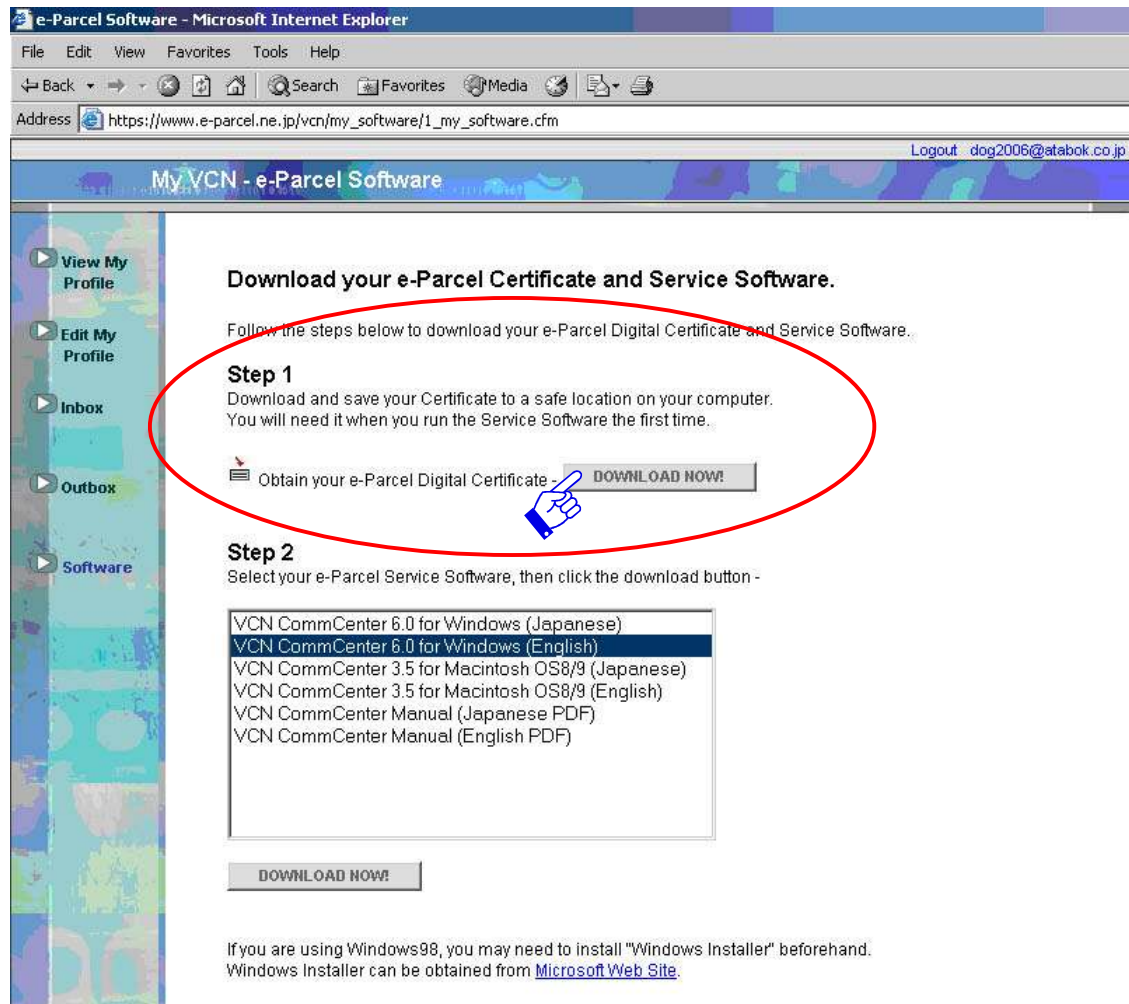 e-Parcel Software - Microsoft Internet Explorer
File Edit View Favorites Tools Help
Back Search Favorites Media
Address https://www.e-parcel.ne.jp/vcn/my_software/1_my_software.cfm
Logout dog2006@atabok.co.jp
My VCN - e-Parcel Software
View My
Profile
Edit My
Profile
Inbox
Outbox
Software
Download your e-Parcel Certificate and Service Software.
Follow the steps below to download your e-Parcel Digital Certificate and Service Software.
Step 1
Download and save your Certificate to a safe location on your computer.
You will need it when you run the Service Software the first time.
Obtain your e-Parcel Digital Certificate - DOWNLOAD NOW!
Step 2
Select your e-Parcel Service Software, then click the download button -
VCN CommCenter 6.0 for Windows (Japanese)
VCN CommCenter 6.0 for Windows (English)
VCN CommCenter 3.5 for Macintosh OS8/9 (Japanese)
VCN CommCenter 3.5 for Macintosh OS8/9 (English)
VCN CommCenter Manual (Japanese PDF)
VCN CommCenter Manual (English PDF)
DOWNLOAD NOW!
If you are using Windows98, you may need to install "Windows Installer" beforehand.
Windows Installer can be obtained from Microsoft Web Site.